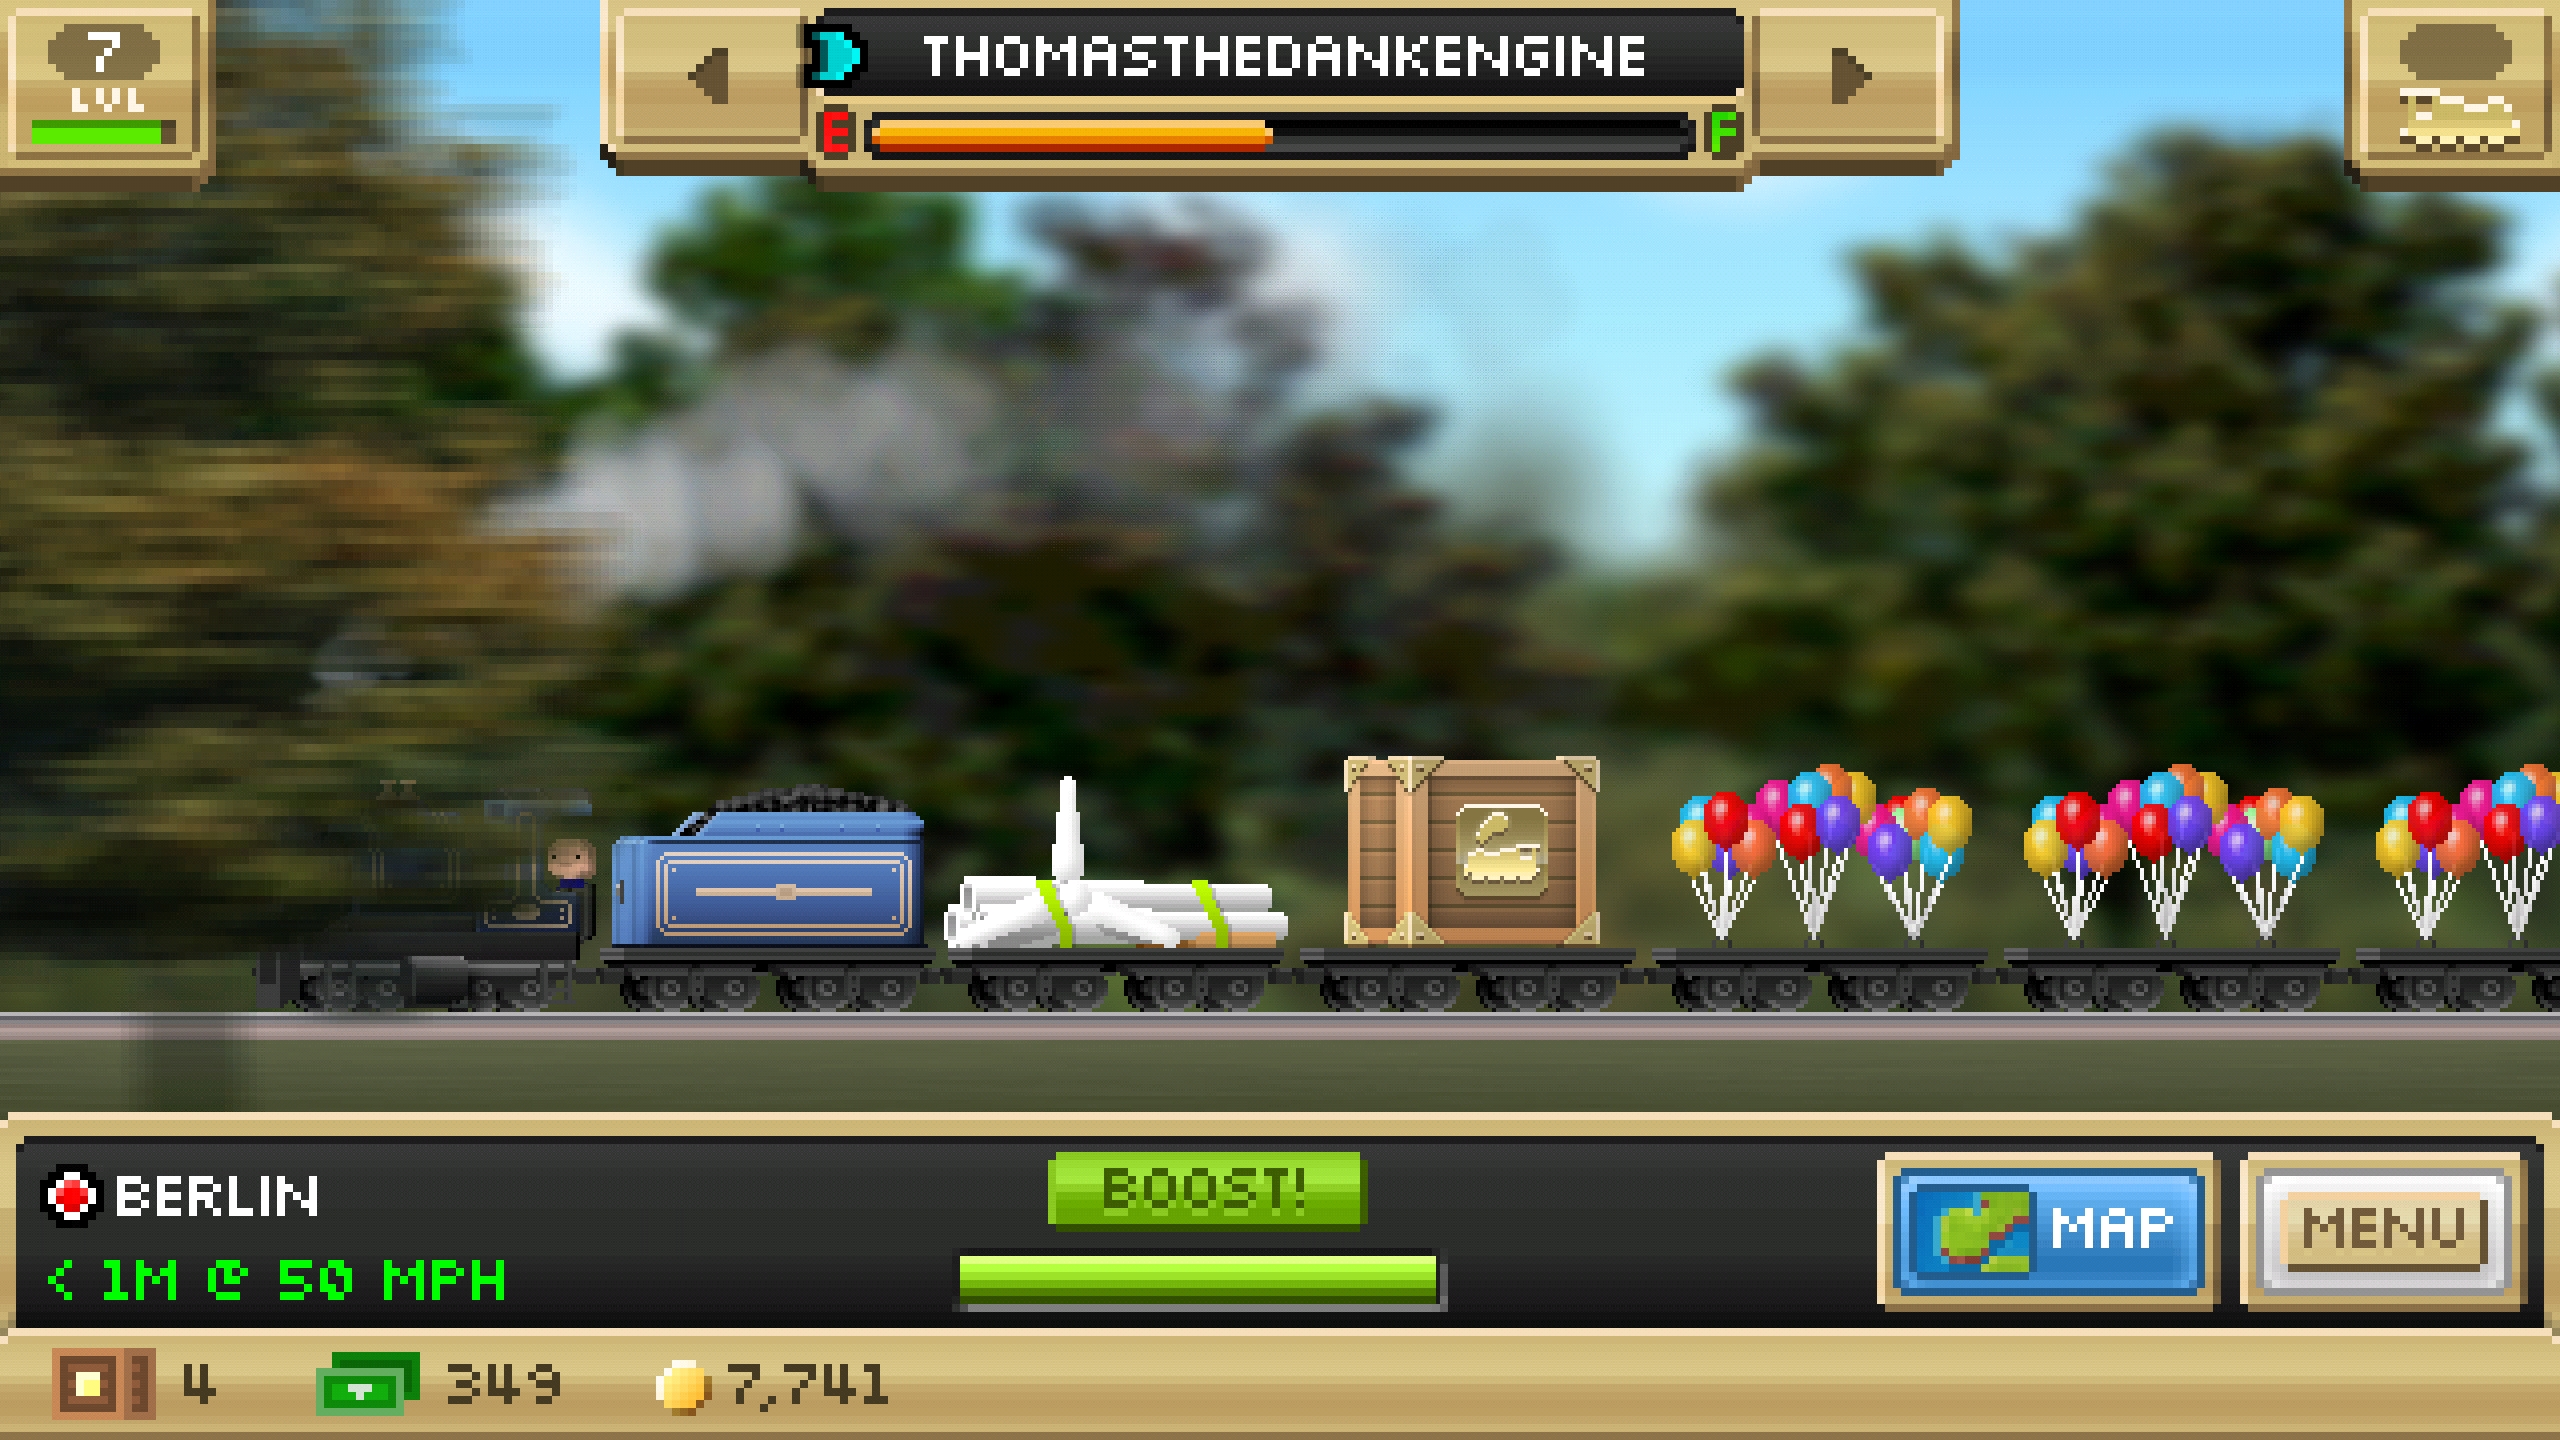 7
LVL
THOMASTHEDANKENGINE
E
F
BERLIN
BOOST!
MAP
MENU
< 1M @ 50 MPH
4
349
7,741